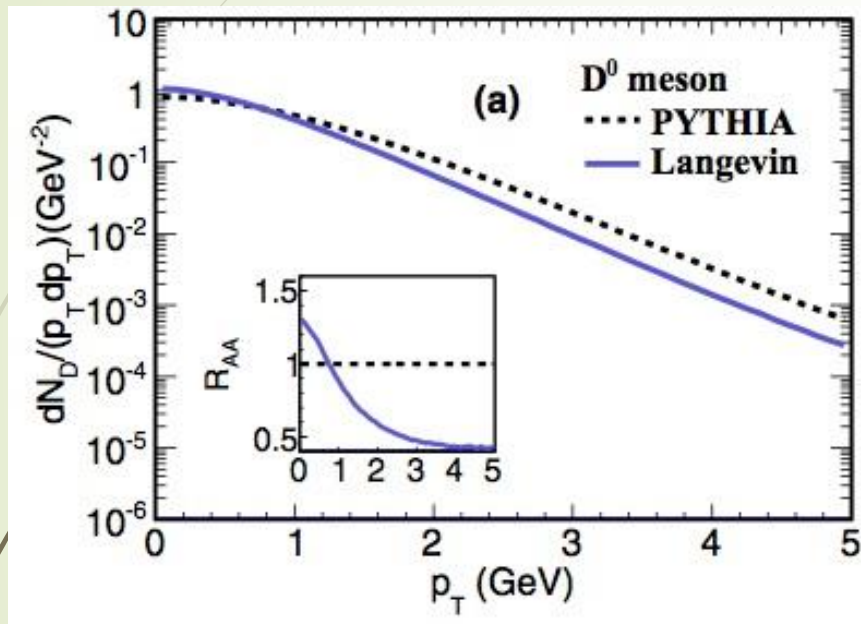 10
1
10⁻¹
10⁻²
10⁻³
10⁻⁴
10⁻⁵
10⁻⁶
dN_D/(p_T dp_T)(GeV⁻²)
(a)
D⁰ meson
PYTHIA
Langevin
1.5
1
0.5
R_AA
0 1 2 3 4 5
0 1 2 3 4 5
p_T (GeV)